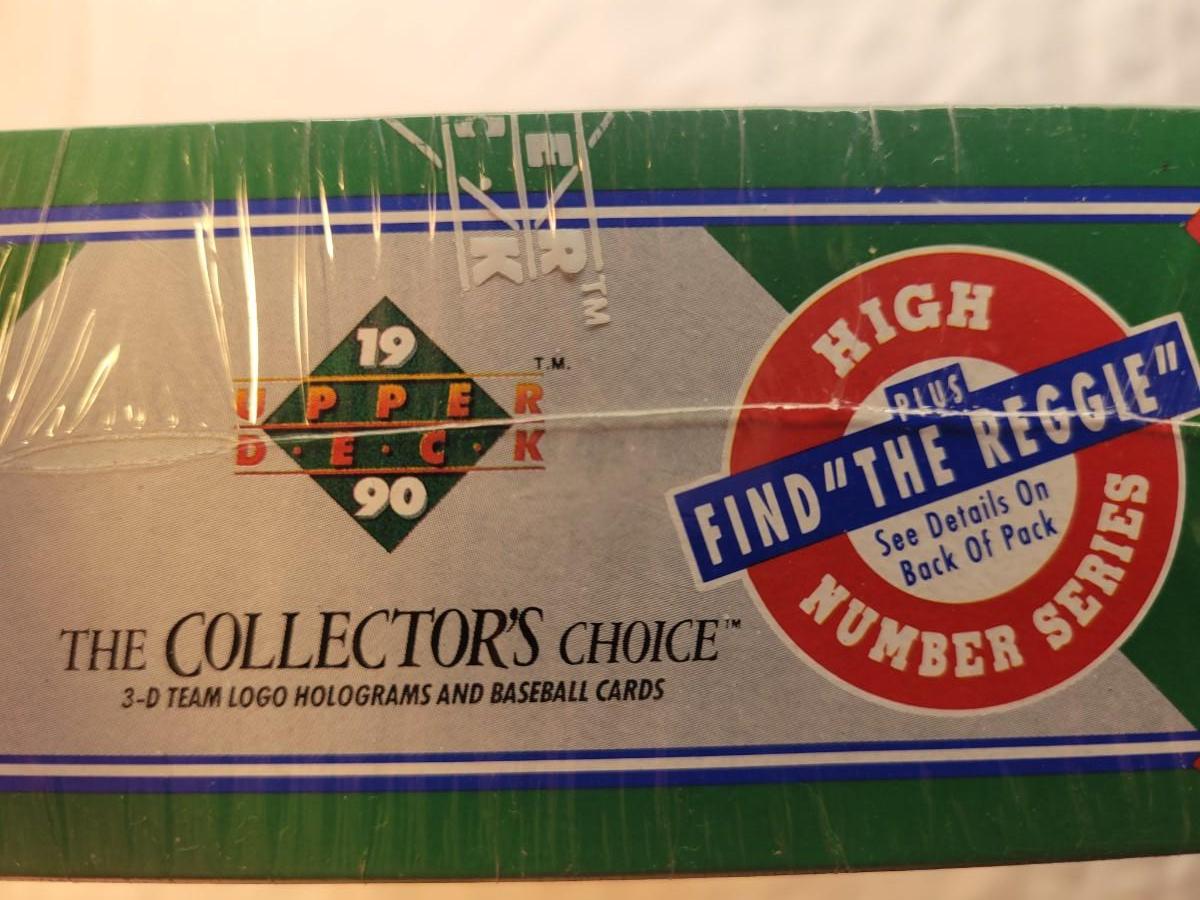 19
UPPER
T.M.
D·E·C·K
90
THE COLLECTOR'S CHOICE™
3-D TEAM LOGO HOLOGRAMS AND BASEBALL CARDS
HIGH
PLUS
FIND "THE REGGIE"
See Details On
Back Of Pack
NUMBER SERIES
ER™
C·K